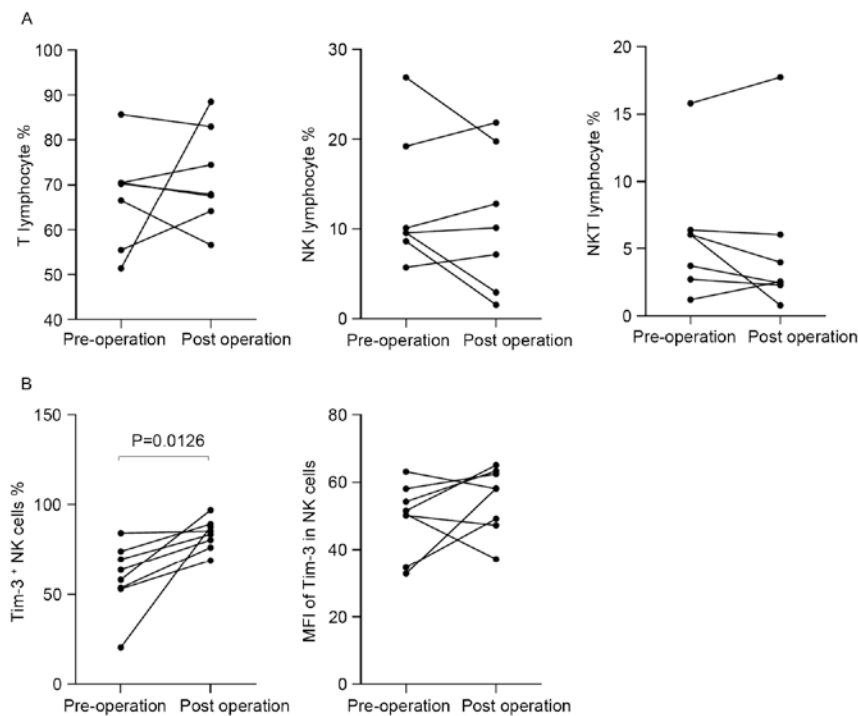 A
T lymphocyte %
100
90
80
70
60
50
40
Pre-operation Post operation
NK lymphocyte %
30
20
10
0
Pre-operation Post operation
NKT lymphocyte %
20
15
10
5
0
Pre-operation Post operation
B
Tim-3 + NK cells %
150
100
50
0
P=0.0126
Pre-operation Post operation
MFI of Tim-3 in NK cells
80
60
40
20
0
Pre-operation Post operation